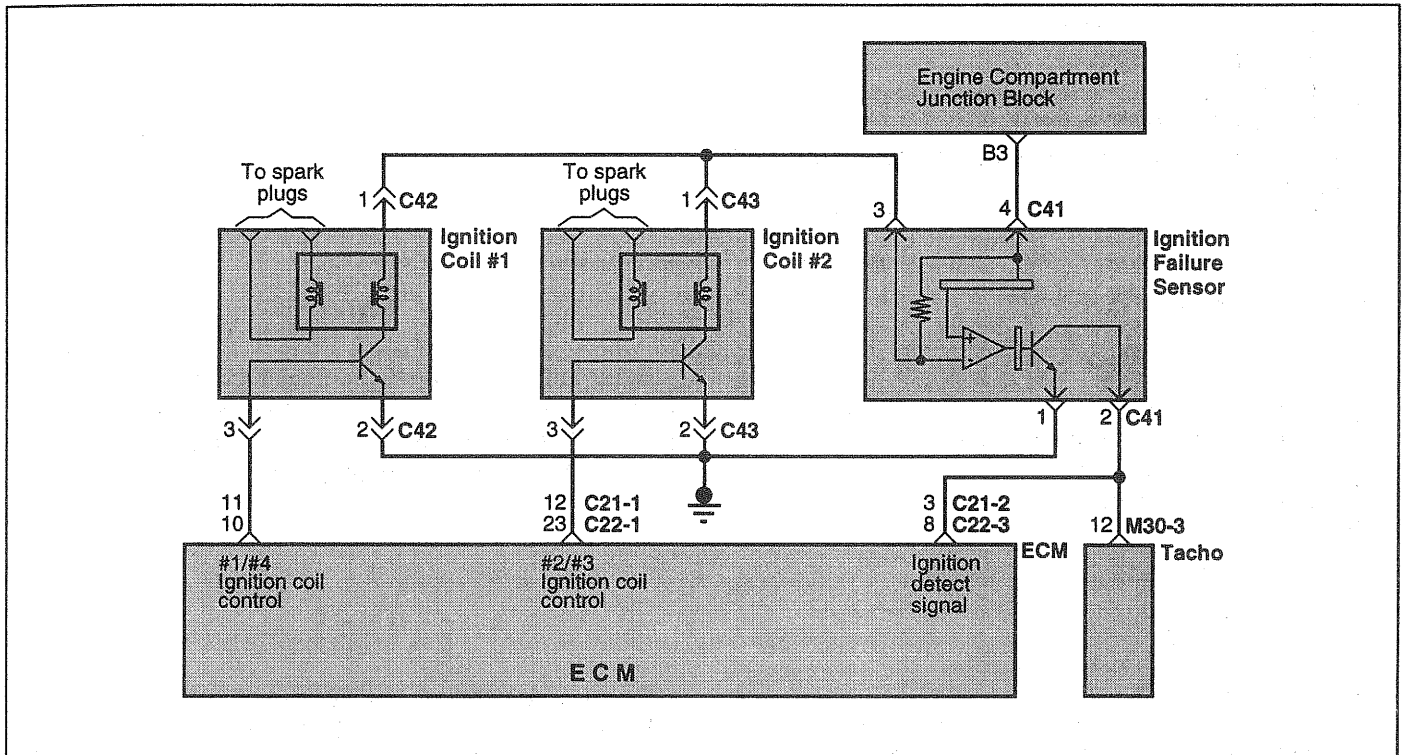 Engine Compartment
Junction Block
B3
To spark
plugs
To spark
plugs
1 C42
1 C43
3
4 C41
Ignition
Coil #1
Ignition
Coil #2
Ignition
Failure
Sensor
+
-
3
2 C42
3
2 C43
1
2 C41
11
10
12 C21-1
23 C22-1
3 C21-2
8 C22-3
12 M30-3
ECM
Tacho
#1/#4
Ignition coil
control
#2/#3
Ignition coil
control
Ignition
detect
signal
E C M